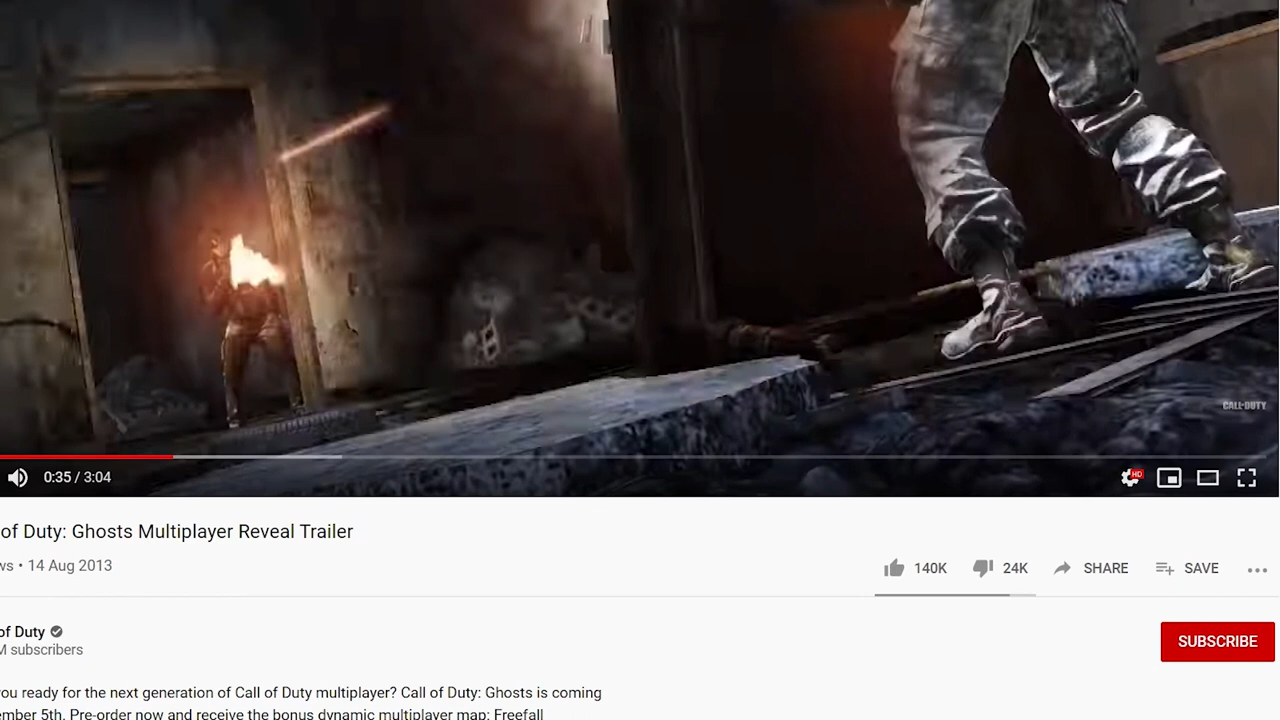 CALL•DUTY
HD
0:35 / 3:04
of Duty: Ghosts Multiplayer Reveal Trailer
ws • 14 Aug 2013
140K
24K
SHARE
SAVE
of Duty
M subscribers
SUBSCRIBE
ou ready for the next generation of Call of Duty multiplayer? Call of Duty: Ghosts is coming
ember 5th. Pre-order now and receive the bonus dynamic multiplayer map: Freefall